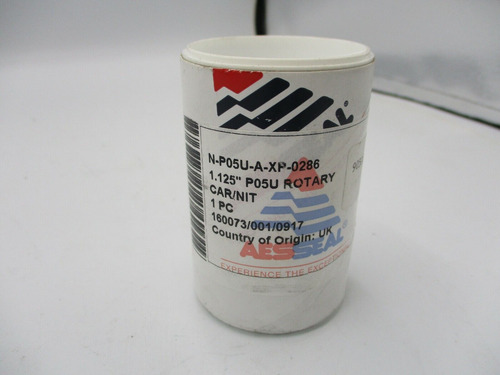 N-P05U-A-XP-0286
1.125" P05U ROTARY
CAR/NIT
1 PC
160073/001/0917
Country of Origin: UK
AESSEAL
EXPERIENCE THE EXCEPTIONAL